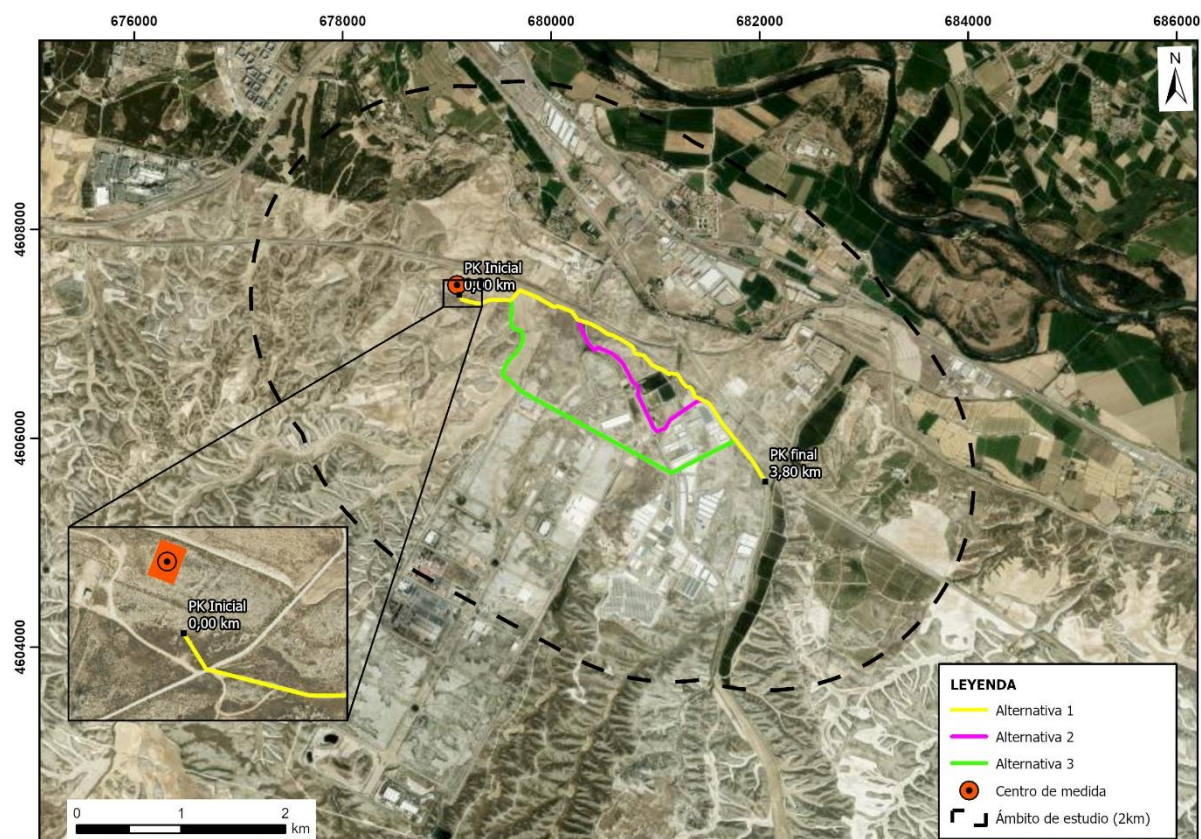 676000 678000 680000 682000 684000 686000
N
4608000
4606000
4604000
PK Inicial
0,00 km
PK final
3,80 km
PK Inicial
0,00 km
0 1 2
km
LEYENDA
Alternativa 1
Alternativa 2
Alternativa 3
Centro de medida
Ámbito de estudio (2km)